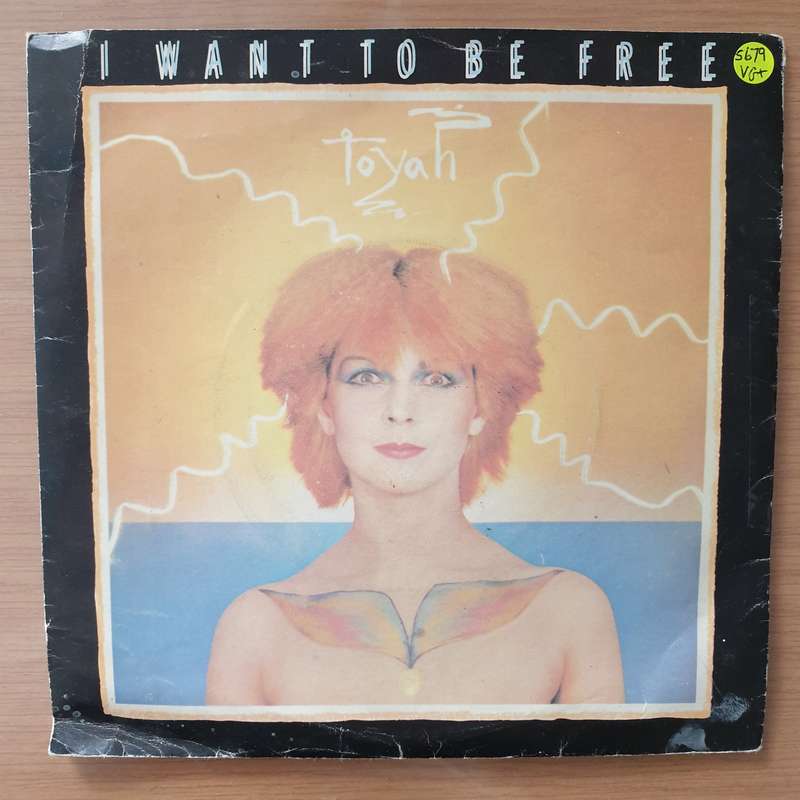 I WANT TO BE FREE
5679
VG+
toyah